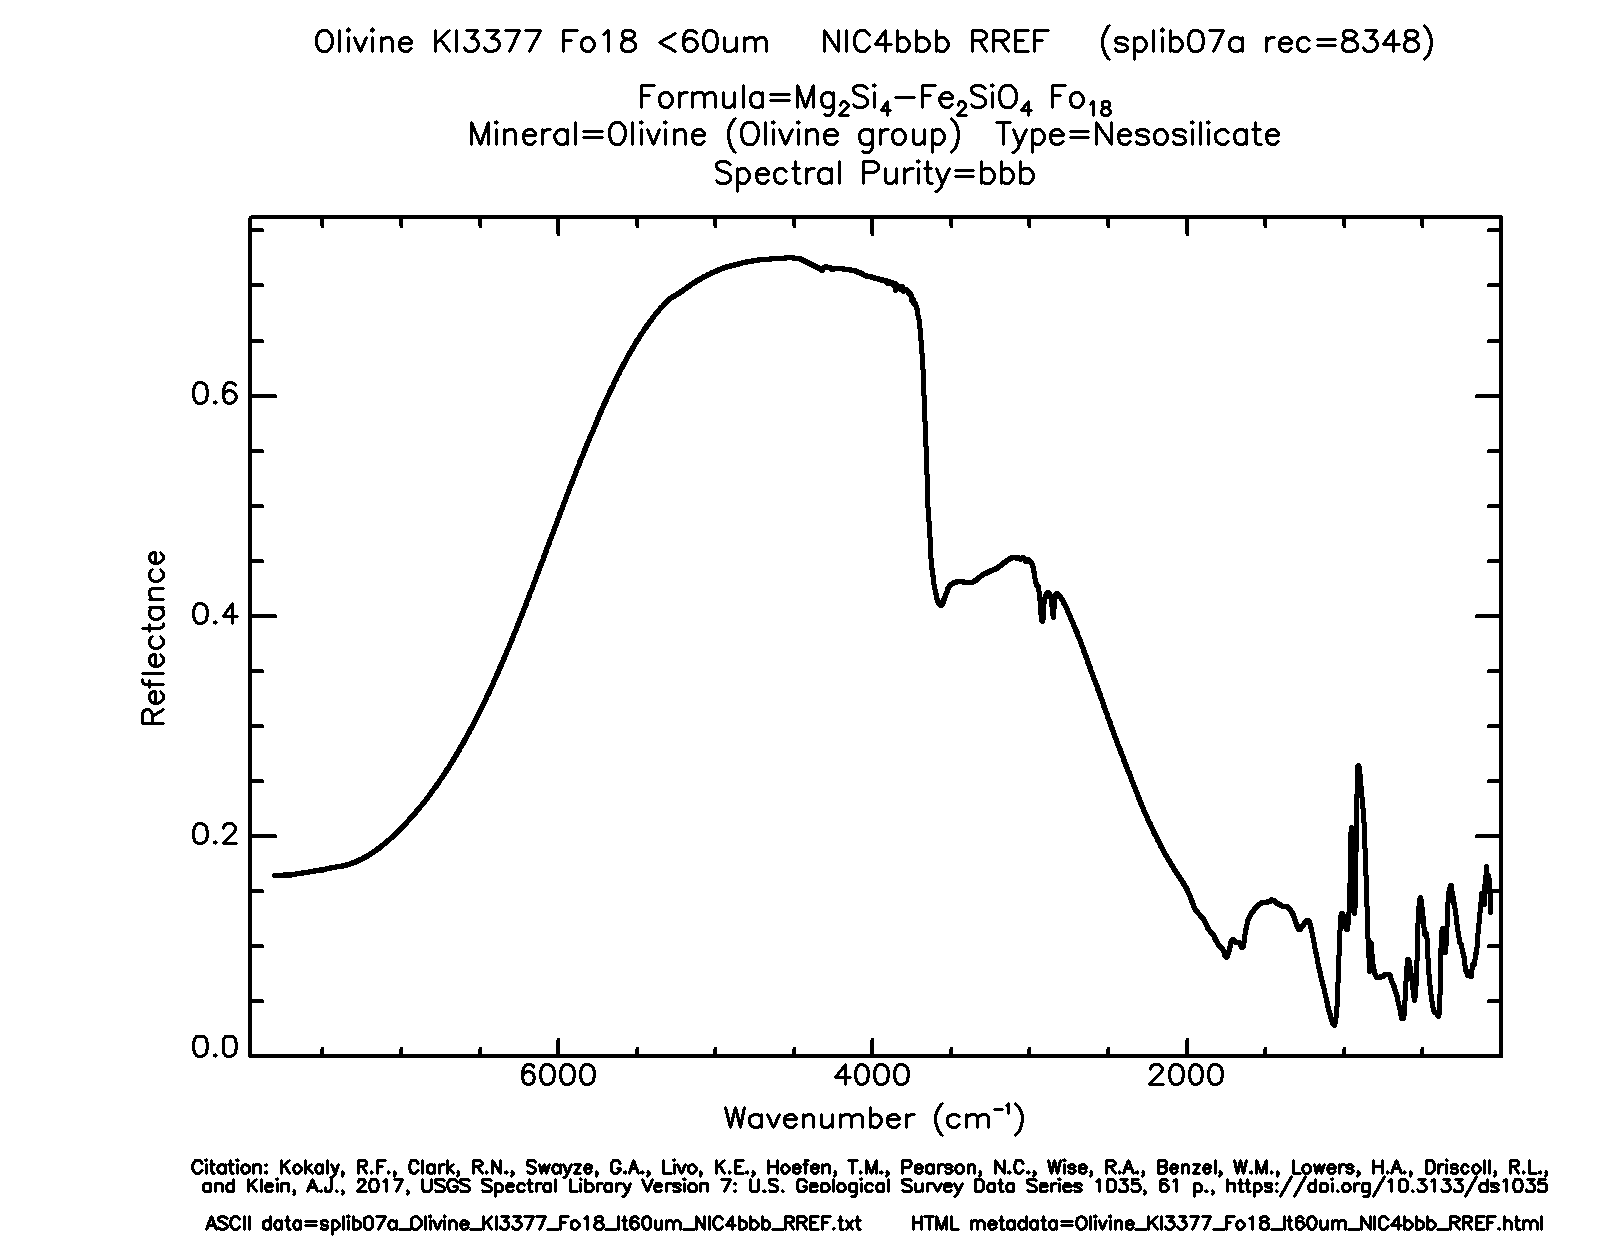 Olivine KI3377 Fo18 <60um NIC4bbb RREF (splib07a rec=8348)
Formula=Mg₂Si₄−Fe₂SiO₄ Fo₁₈
Mineral=Olivine (Olivine group) Type=Nesosilicate
Spectral Purity=bbb
0.6
0.4
0.2
0.0
Reflectance
6000 4000 2000
Wavenumber (cm⁻¹)
Citation: Kokaly, R.F., Clark, R.N., Swayze, G.A., Livo, K.E., Hoefen, T.M., Pearson, N.C., Wise, R.A., Benzel, W.M., Lowers, H.A., Driscoll, R.L.,
and Klein, A.J., 2017, USGS Spectral Library Version 7: U.S. Geological Survey Data Series 1035, 61 p., https://doi.org/10.3133/ds1035
ASCII data=splib07a_Olivine_KI3377_Fo18_lt60um_NIC4bbb_RREF.txt HTML metadata=Olivine_KI3377_Fo18_lt60um_NIC4bbb_RREF.html